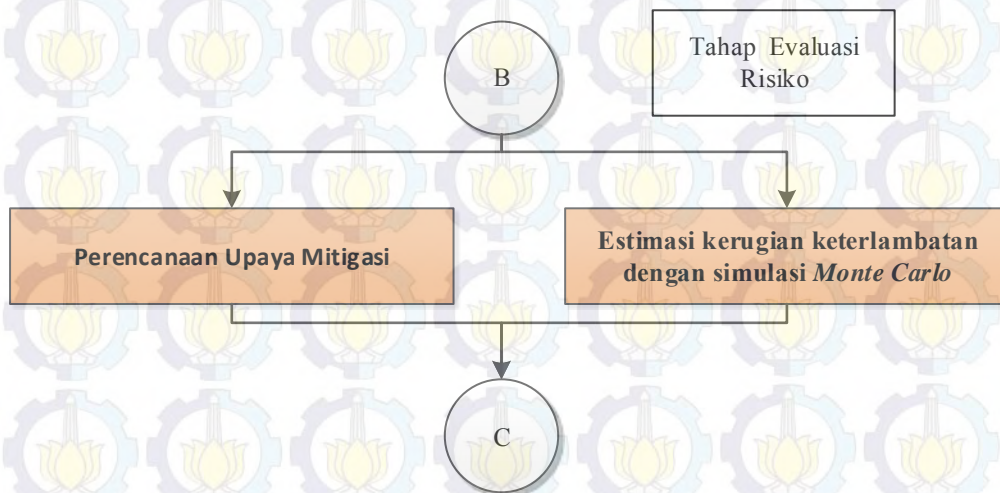 B
Tahap Evaluasi
Risiko
Perencanaan Upaya Mitigasi
Estimasi kerugian keterlambatan
dengan simulasi Monte Carlo
C